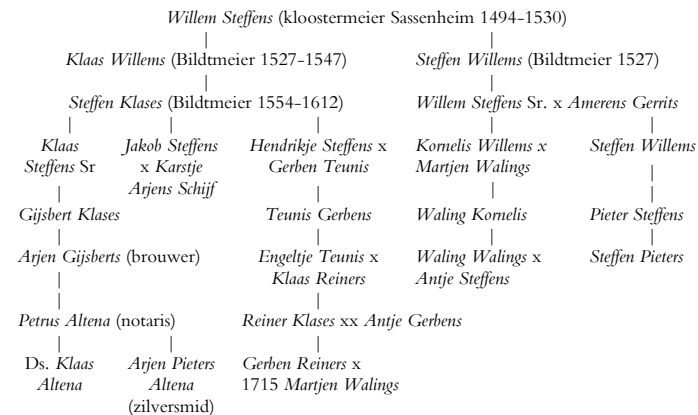 Willem Steffens (kloostermeier Sassenheim 1494-1530)
Klaas Willems (Bildtmeier 1527-1547) Steffen Willems (Bildtmeier 1527)
Steffen Klases (Bildtmeier 1554-1612) Willem Steffens Sr. x Amerens Gerrits
Klaas Jakob Steffens Hendrikje Steffens x Kornelis Willems x Steffen Willems
Steffens Sr x Karstje Gerben Teunis Martjen Walings
Arjens Schijf
Gijsbert Klases Teunis Gerbens Waling Kornelis Pieter Steffens
Arjen Gijsberts (brouwer) Engeltje Teunis x Waling Walings x Steffen Pieters
Klaas Reiners Antje Steffens
Petrus Altena (notaris) Reiner Klases xx Antje Gerbens
Ds. Klaas Arjen Pieters Gerben Reiners x
Altena Altena 1715 Martjen Walings
(zilversmid)